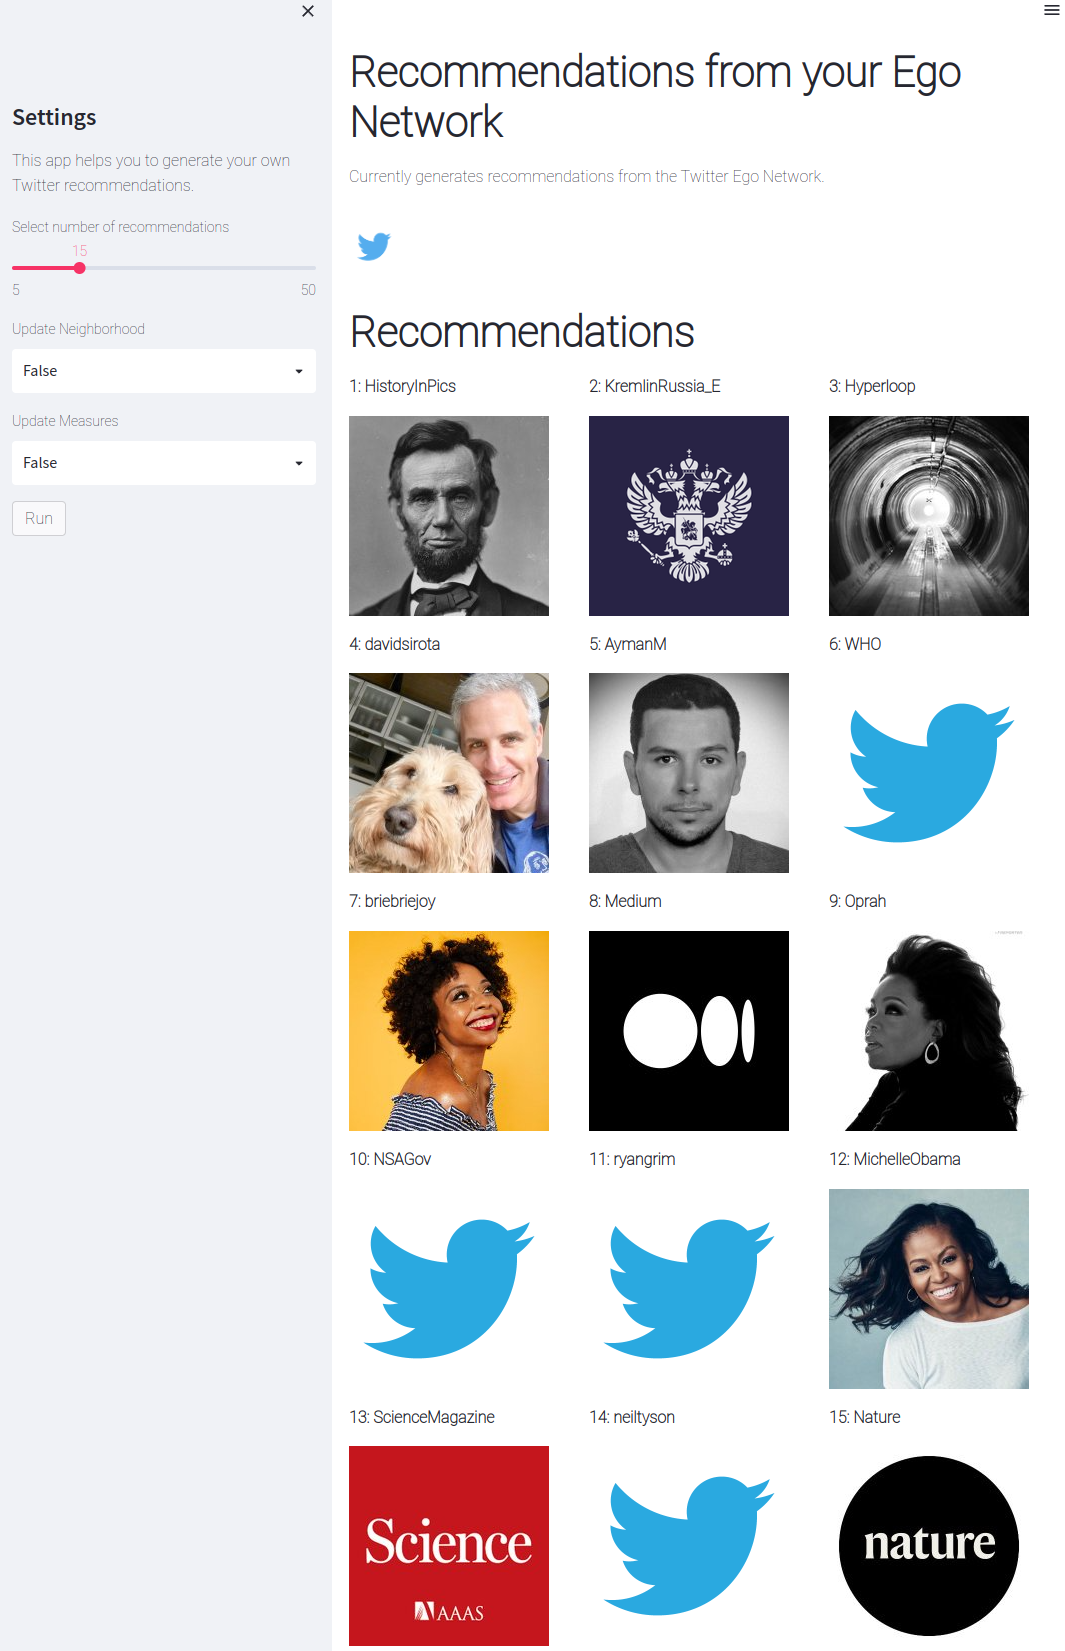 Settings
This app helps you to generate your own
Twitter recommendations.
Select number of recommendations
15
5 50
Update Neighborhood
False
Update Measures
False
Run
Recommendations from your Ego
Network
Currently generates recommendations from the Twitter Ego Network.
Recommendations
1: HistoryInPics 2: KremlinRussia_E 3: Hyperloop
4: davidsirota 5: AymanM 6: WHO
7: briebriejoy 8: Medium 9: Oprah
10: NSAGov 11: ryangrim 12: MichelleObama
13: ScienceMagazine 14: neiltyson 15: Nature
Science
AAAS
nature